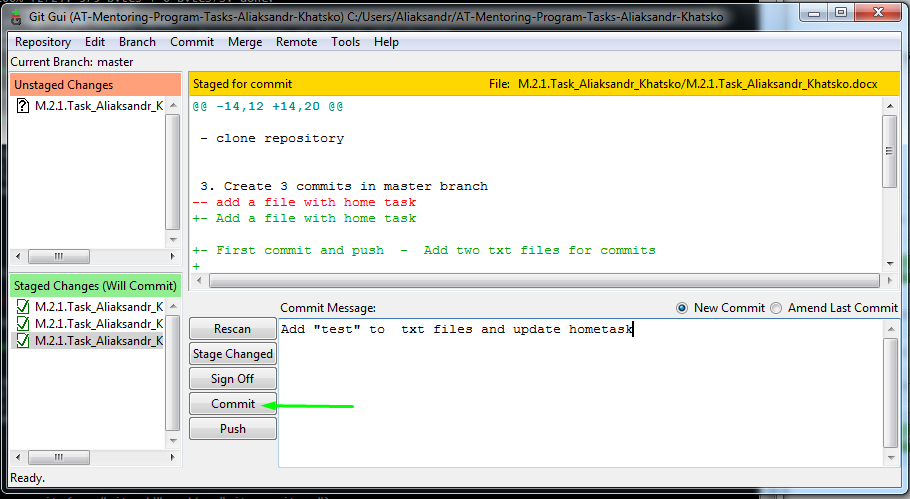 Git Gui (AT-Mentoring-Program-Tasks-Aliaksandr-Khatsko) C:/Users/Aliaksandr/AT-Mentoring-Program-Tasks-Aliaksandr-Khatsko
Repository Edit Branch Commit Merge Remote Tools Help
Current Branch: master
Unstaged Changes
M.2.1.Task_Aliaksandr_K
Staged for commit File: M.2.1.Task_Aliaksandr_Khatsko/M.2.1.Task_Aliaksandr_Khatsko.docx
@@ -14,12 +14,20 @@
- clone repository
3. Create 3 commits in master branch
-- add a file with home task
+- Add a file with home task
+- First commit and push  -  Add two txt files for commits
+
Staged Changes (Will Commit)
M.2.1.Task_Aliaksandr_K
M.2.1.Task_Aliaksandr_K
M.2.1.Task_Aliaksandr_K
Commit Message: New Commit Amend Last Commit
Add "test" to  txt files and update hometask
Rescan
Stage Changed
Sign Off
Commit
Push
Ready.